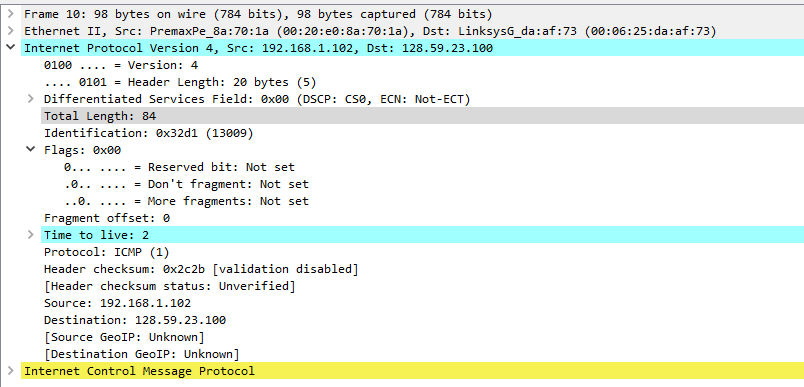 Frame 10: 98 bytes on wire (784 bits), 98 bytes captured (784 bits)
Ethernet II, Src: PremaxPe_8a:70:1a (00:20:e0:8a:70:1a), Dst: LinksysG_da:af:73 (00:06:25:da:af:73)
Internet Protocol Version 4, Src: 192.168.1.102, Dst: 128.59.23.100
0100 .... = Version: 4
.... 0101 = Header Length: 20 bytes (5)
Differentiated Services Field: 0x00 (DSCP: CS0, ECN: Not-ECT)
Total Length: 84
Identification: 0x32d1 (13009)
Flags: 0x00
0... .... = Reserved bit: Not set
.0.. .... = Don't fragment: Not set
..0. .... = More fragments: Not set
Fragment offset: 0
Time to live: 2
Protocol: ICMP (1)
Header checksum: 0x2c2b [validation disabled]
[Header checksum status: Unverified]
Source: 192.168.1.102
Destination: 128.59.23.100
[Source GeoIP: Unknown]
[Destination GeoIP: Unknown]
Internet Control Message Protocol